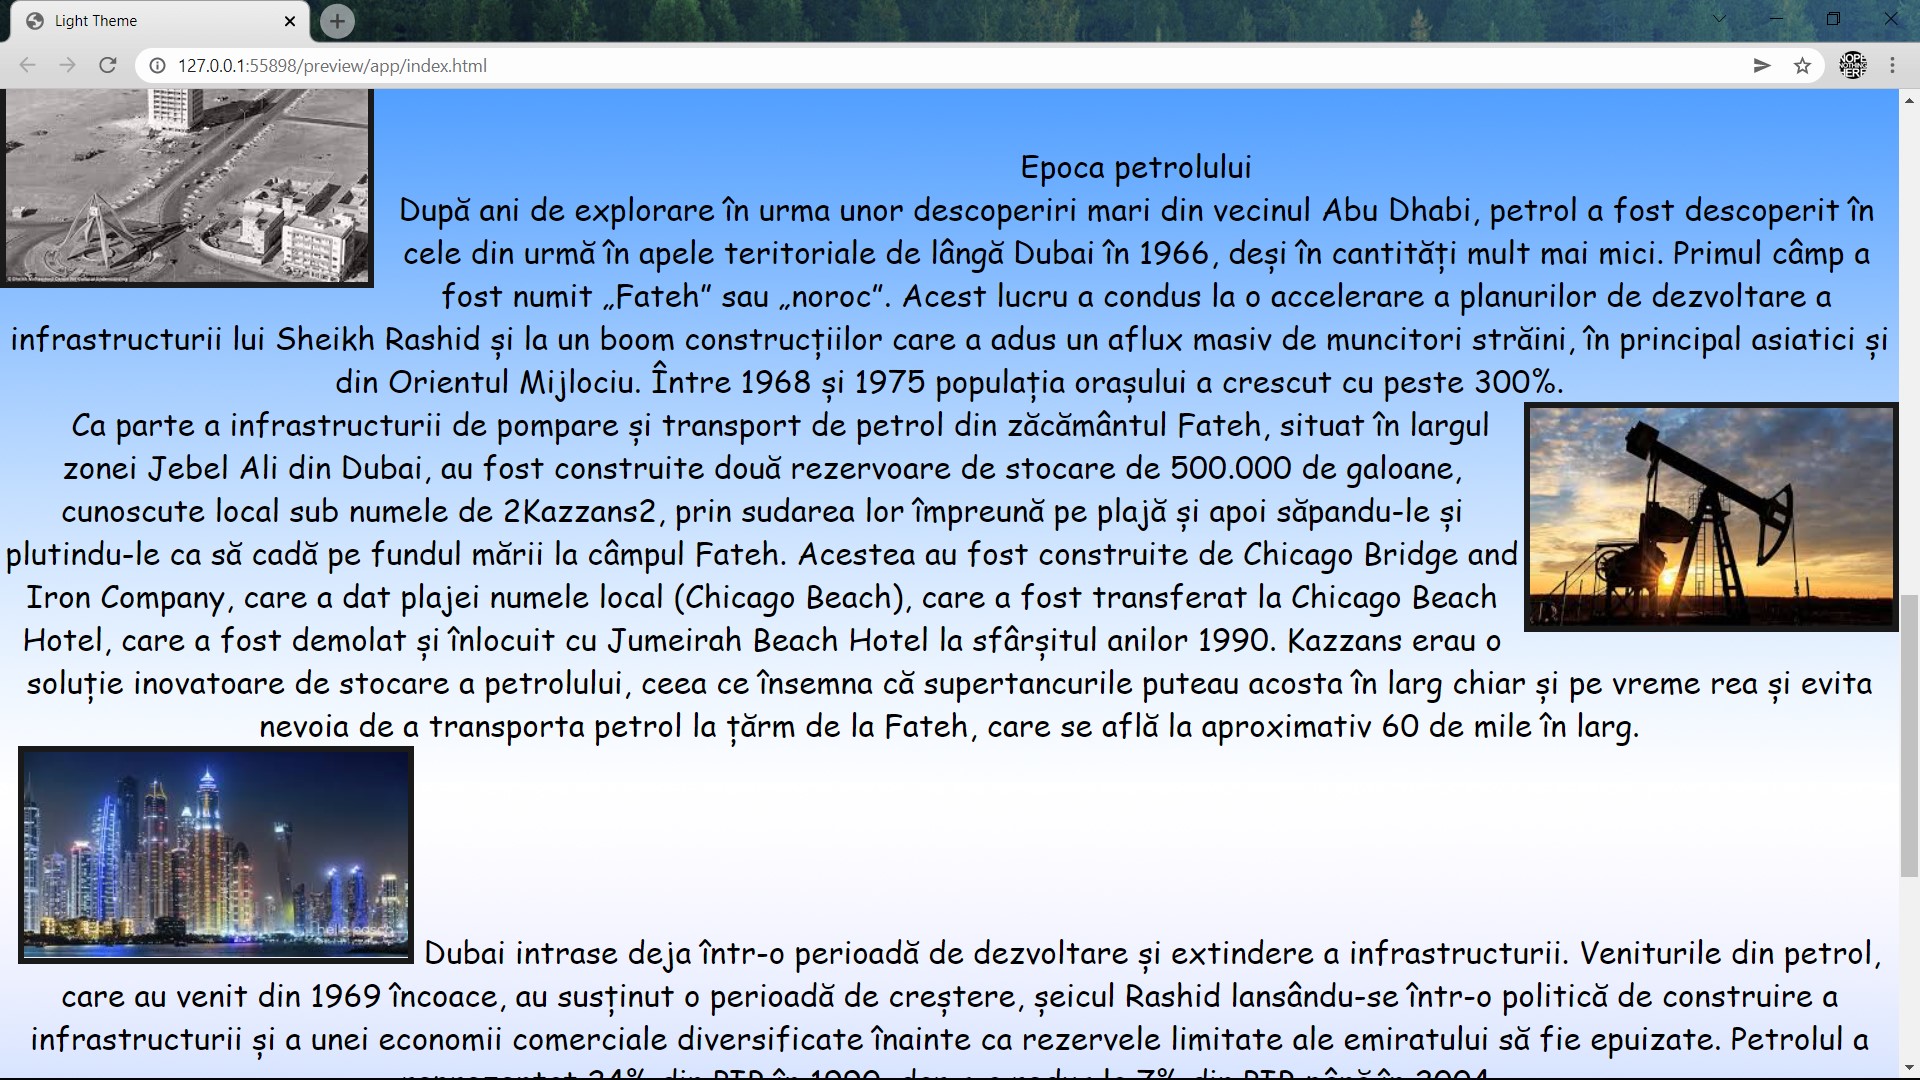 Light Theme
127.0.0.1:55898/preview/app/index.html
Epoca petrolului
După ani de explorare în urma unor descoperiri mari din vecinul Abu Dhabi, petrol a fost descoperit în
cele din urmă în apele teritoriale de lângă Dubai în 1966, deși în cantități mult mai mici. Primul câmp a
fost numit „Fateh” sau „noroc”. Acest lucru a condus la o accelerare a planurilor de dezvoltare a
infrastructurii lui Sheikh Rashid și la un boom construcțiilor care a adus un aflux masiv de muncitori străini, în principal asiatici și
din Orientul Mijlociu. Între 1968 și 1975 populația orașului a crescut cu peste 300%.
Ca parte a infrastructurii de pompare și transport de petrol din zăcământul Fateh, situat în largul
zonei Jebel Ali din Dubai, au fost construite două rezervoare de stocare de 500.000 de galoane,
cunoscute local sub numele de 2Kazzans2, prin sudarea lor împreună pe plajă și apoi săpandu-le și
plutindu-le ca să cadă pe fundul mării la câmpul Fateh. Acestea au fost construite de Chicago Bridge and
Iron Company, care a dat plajei numele local (Chicago Beach), care a fost transferat la Chicago Beach
Hotel, care a fost demolat și înlocuit cu Jumeirah Beach Hotel la sfârșitul anilor 1990. Kazzans erau o
soluție inovatoare de stocare a petrolului, ceea ce însemna că supertancurile puteau acosta în larg chiar și pe vreme rea și evita
nevoia de a transporta petrol la țărm de la Fateh, care se află la aproximativ 60 de mile în larg.
Dubai intrase deja într-o perioadă de dezvoltare și extindere a infrastructurii. Veniturile din petrol,
care au venit din 1969 încoace, au susținut o perioadă de creștere, șeicul Rashid lansându-se într-o politică de construire a
infrastructurii și a unei economii comerciale diversificate înainte ca rezervele limitate ale emiratului să fie epuizate. Petrolul a